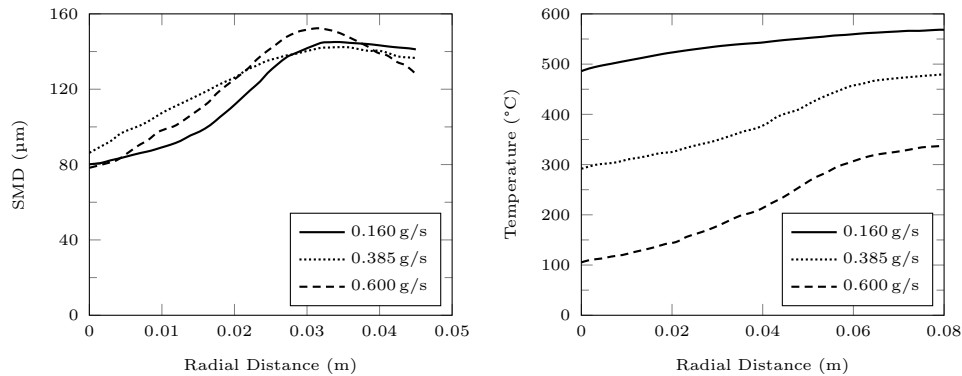 160
120
80
40
0
SMD (µm)
0 0.01 0.02 0.03 0.04 0.05
Radial Distance (m)
0.160 g/s
0.385 g/s
0.600 g/s
600
500
400
300
200
100
0
Temperature (°C)
0 0.02 0.04 0.06 0.08
Radial Distance (m)
0.160 g/s
0.385 g/s
0.600 g/s